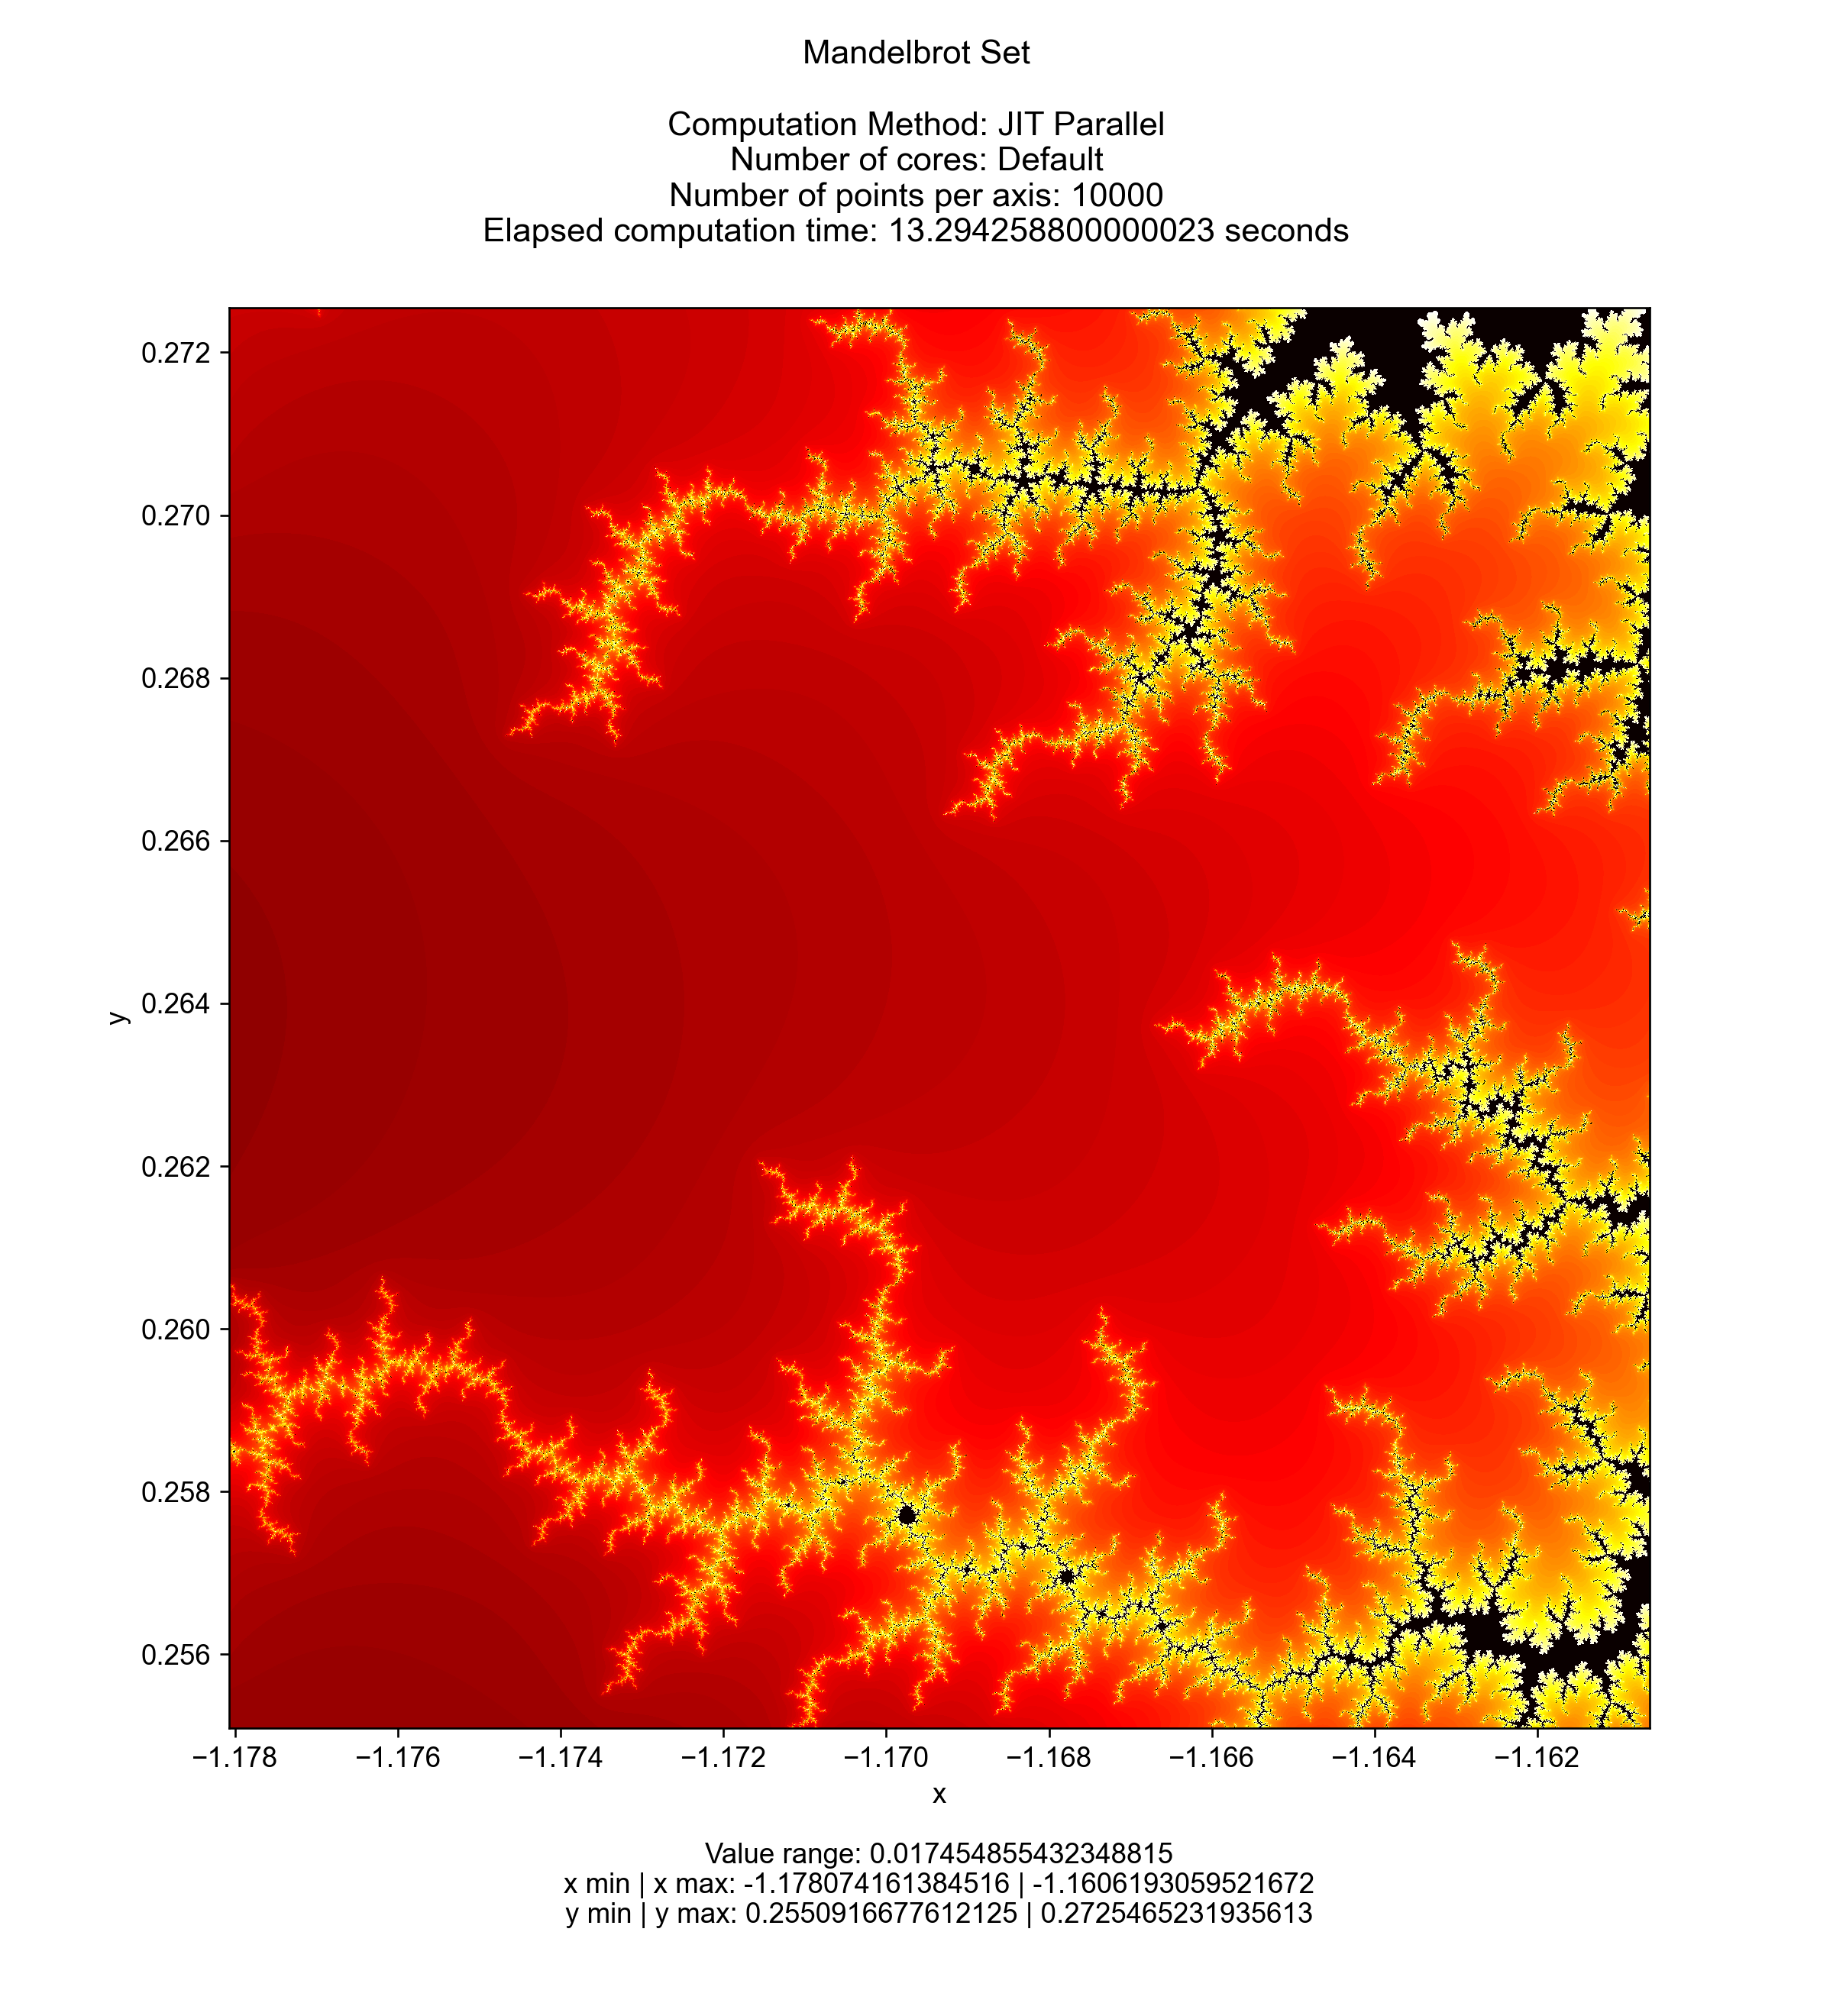 Mandelbrot Set
Computation Method: JIT Parallel
Number of cores: Default
Number of points per axis: 10000
Elapsed computation time: 13.294258800000023 seconds
0.272
0.270
0.268
0.266
0.264
0.262
0.260
0.258
0.256
y
−1.178 −1.176 −1.174 −1.172 −1.170 −1.168 −1.166 −1.164 −1.162
x
Value range: 0.017454855432348815
x min | x max: -1.178074161384516 | -1.1606193059521672
y min | y max: 0.2550916677612125 | 0.2725465231935613